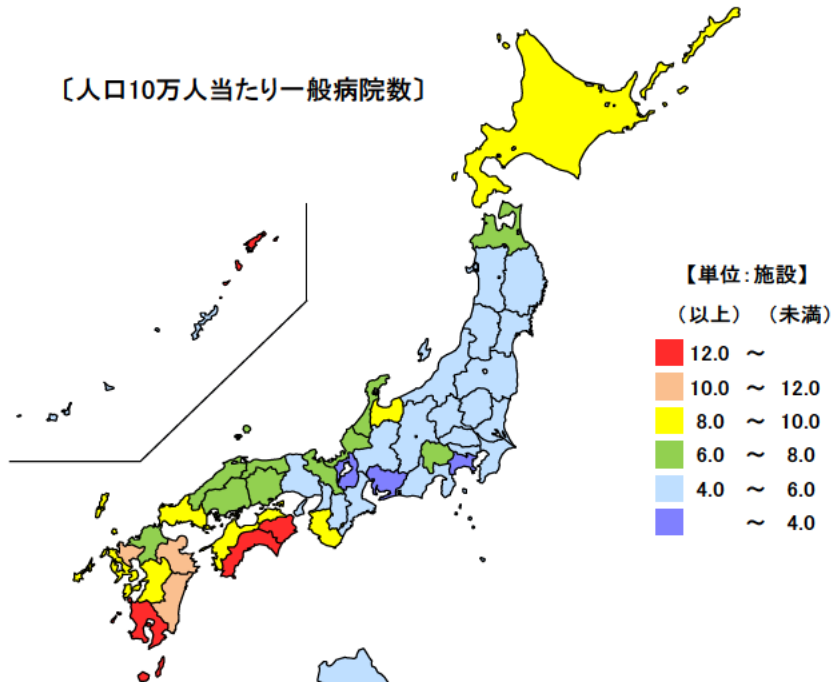 〔人口10万人当たり一般病院数〕
【単位：施設】
（以上） （未満）
12.0 ～
10.0 ～ 12.0
8.0 ～ 10.0
6.0 ～ 8.0
4.0 ～ 6.0
～ 4.0